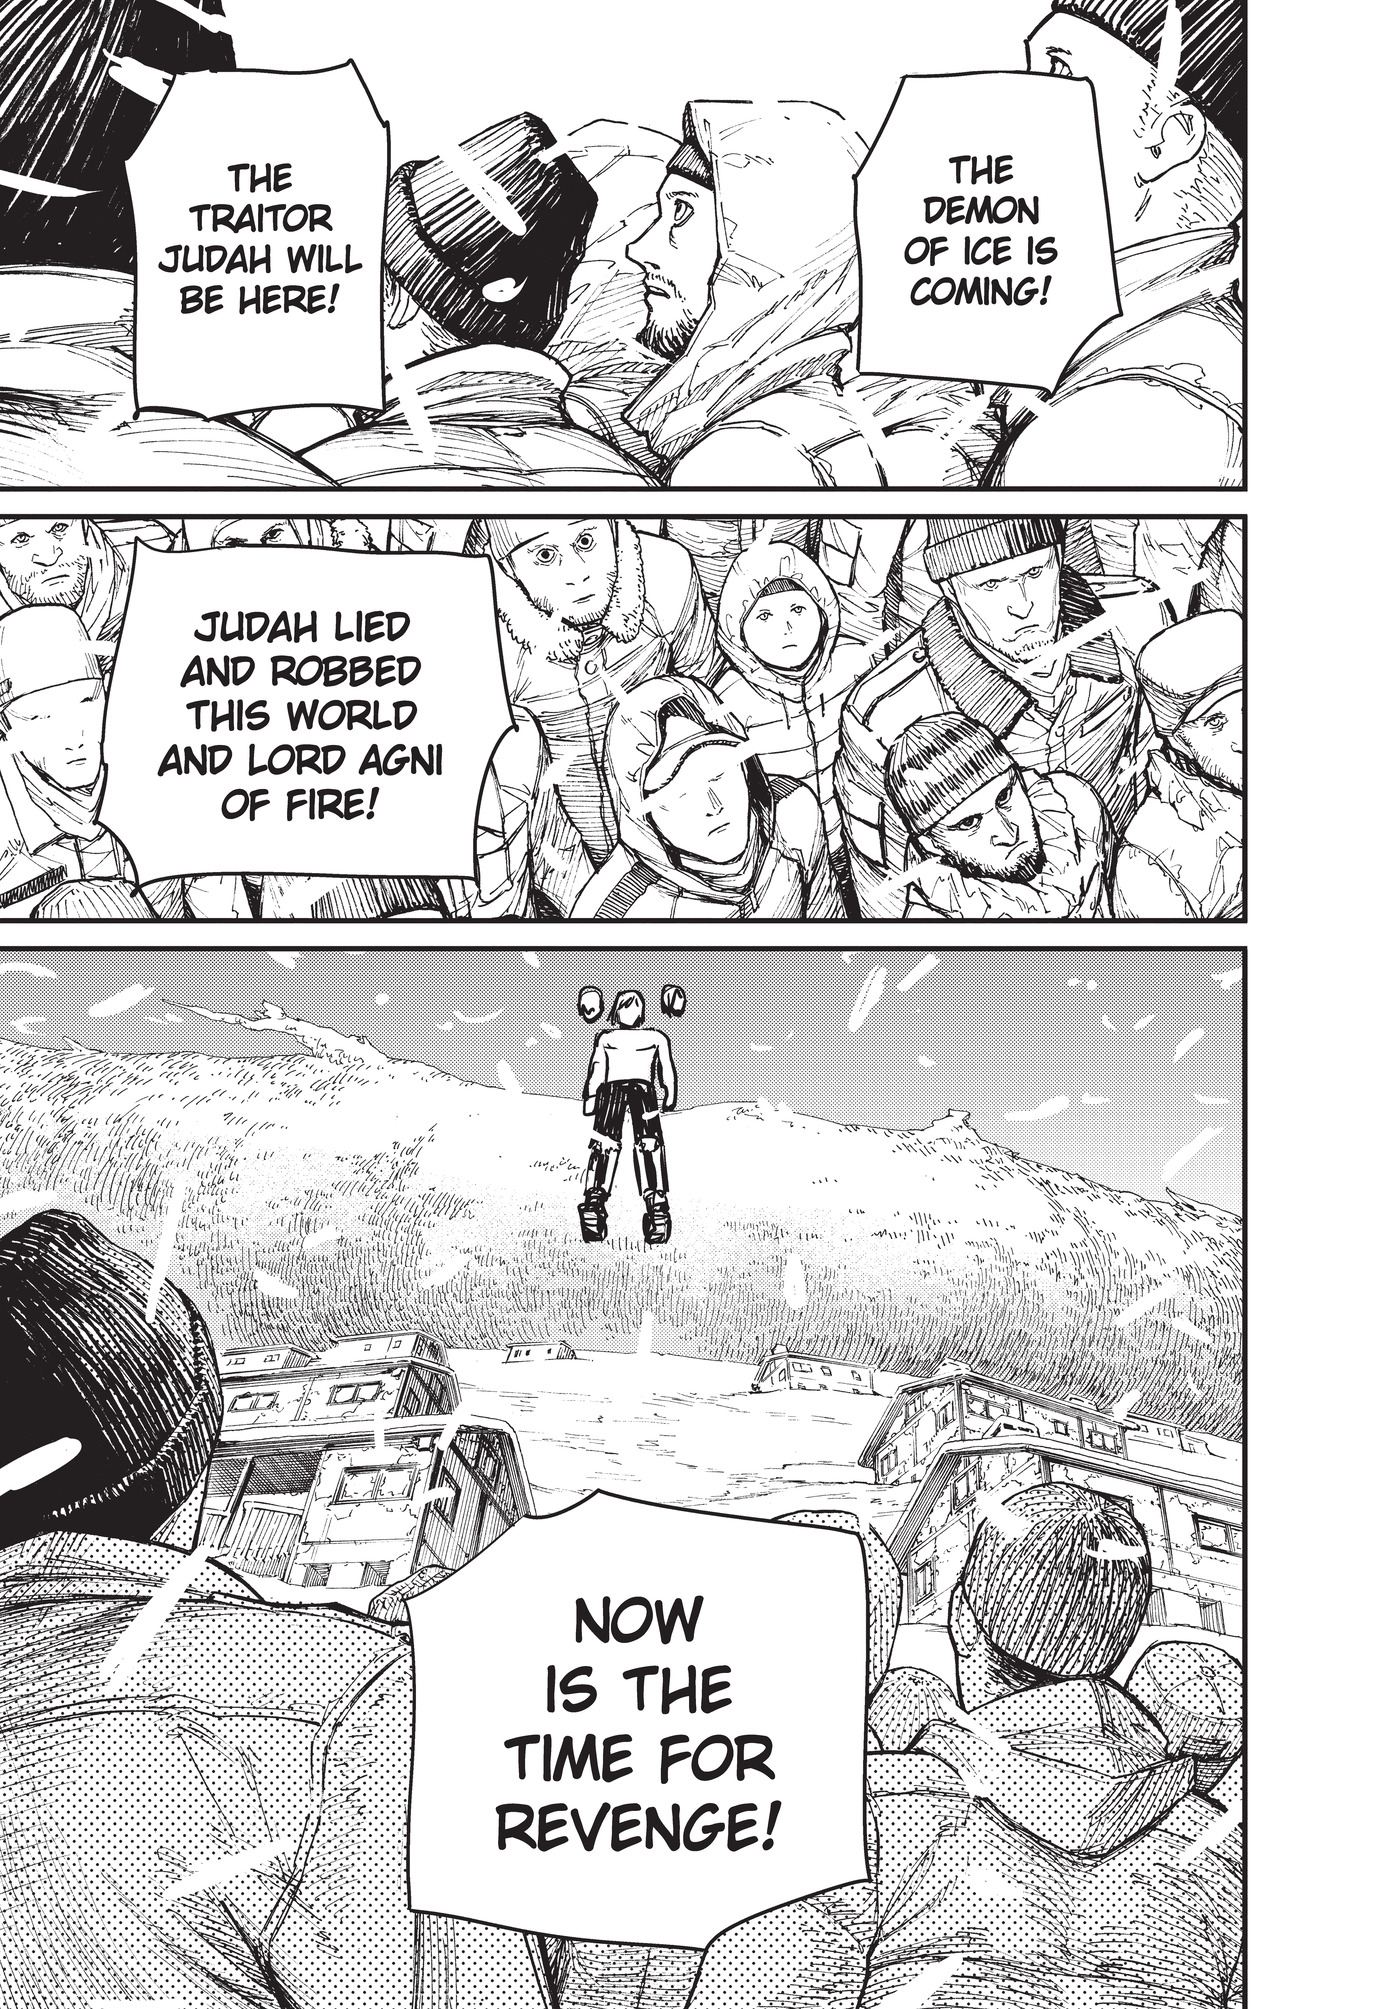 THE
DEMON
OF ICE IS
COMING!
THE
TRAITOR
JUDAH WILL
BE HERE!
JUDAH LIED
AND ROBBED
THIS WORLD
AND LORD AGNI
OF FIRE!
NOW
IS THE
TIME FOR
REVENGE!